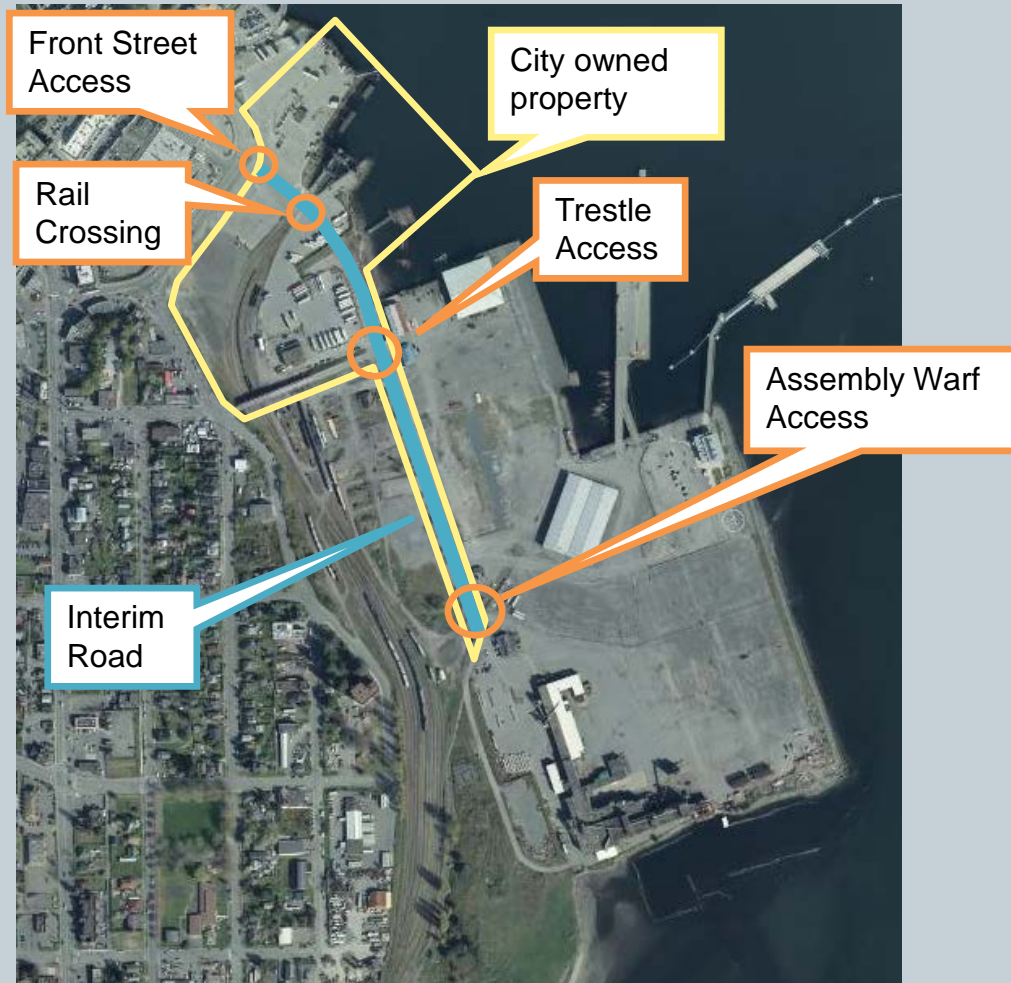 Front Street
Access
City owned
property
Rail
Crossing
Trestle
Access
Assembly Warf
Access
Interim
Road